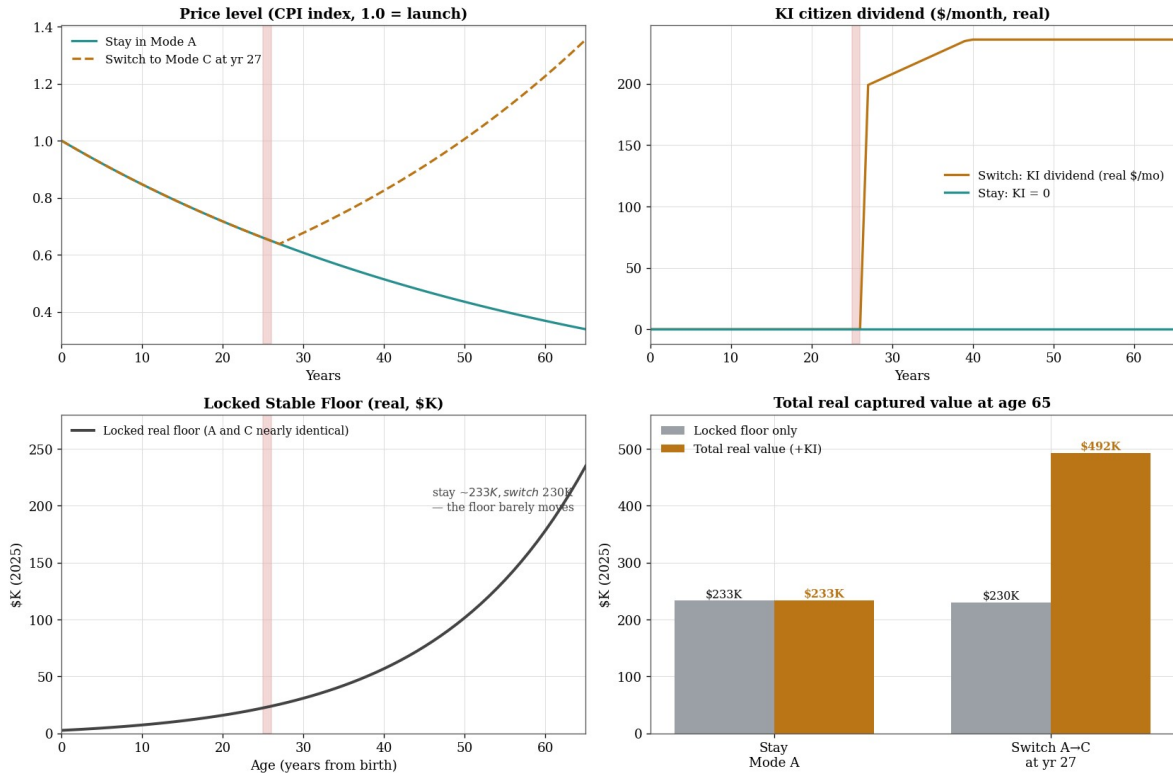 Price level (CPI index, 1.0 = launch)
1.4
1.2
1.0
0.8
0.6
0.4
0
10
20
30
40
50
60
Years
Stay in Mode A
Switch to Mode C at yr 27
KI citizen dividend ($/month, real)
200
150
100
50
0
0
10
20
30
40
50
60
Years
Switch: KI dividend (real $/mo)
Stay: KI = 0
Locked Stable Floor (real, $K)
$K (2025)
250
200
150
100
50
0
0
10
20
30
40
50
60
Age (years from birth)
Locked real floor (A and C nearly identical)
stay ~233K, switch 230K
— the floor barely moves
Total real captured value at age 65
$K (2025)
500
400
300
200
100
0
Locked floor only
Total real value (+KI)
$233K
$233K
$230K
$492K
Stay
Mode A
Switch A→C
at yr 27